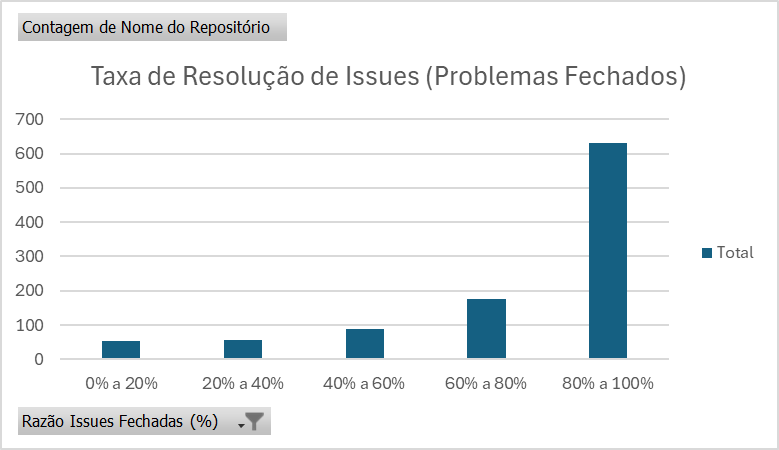 Contagem de Nome do Repositório
Taxa de Resolução de Issues (Problemas Fechados)
700
600
500
400
300
200
100
0
0% a 20%
20% a 40%
40% a 60%
60% a 80%
80% a 100%
Total
Razão Issues Fechadas (%)